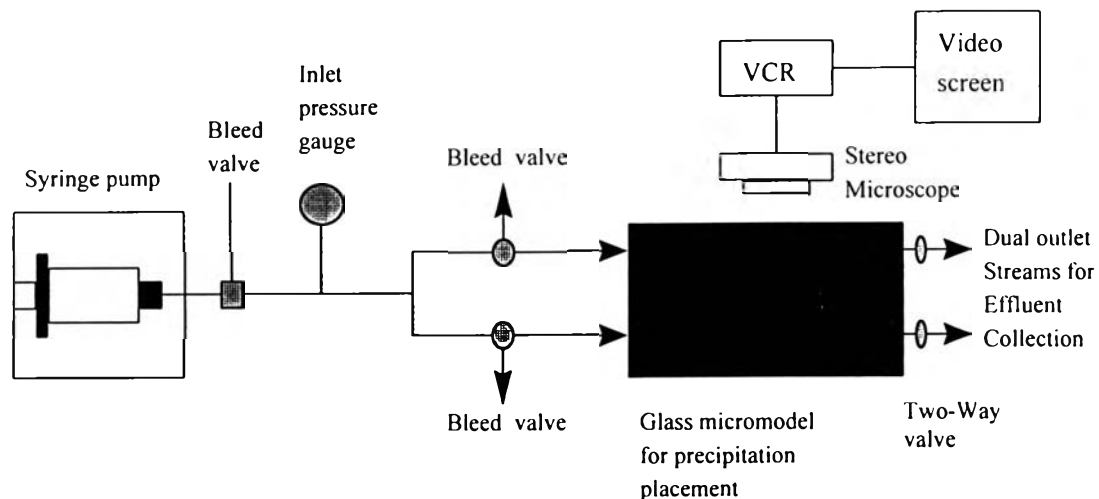 Syringe pump
Bleed
valve
Inlet
pressure
gauge
Bleed valve
Bleed valve
VCR
Video
screen
Stereo
Microscope
Dual outlet
Streams for
Effluent
Collection
Glass micromodel
for precipitation
placement
Two-Way
valve